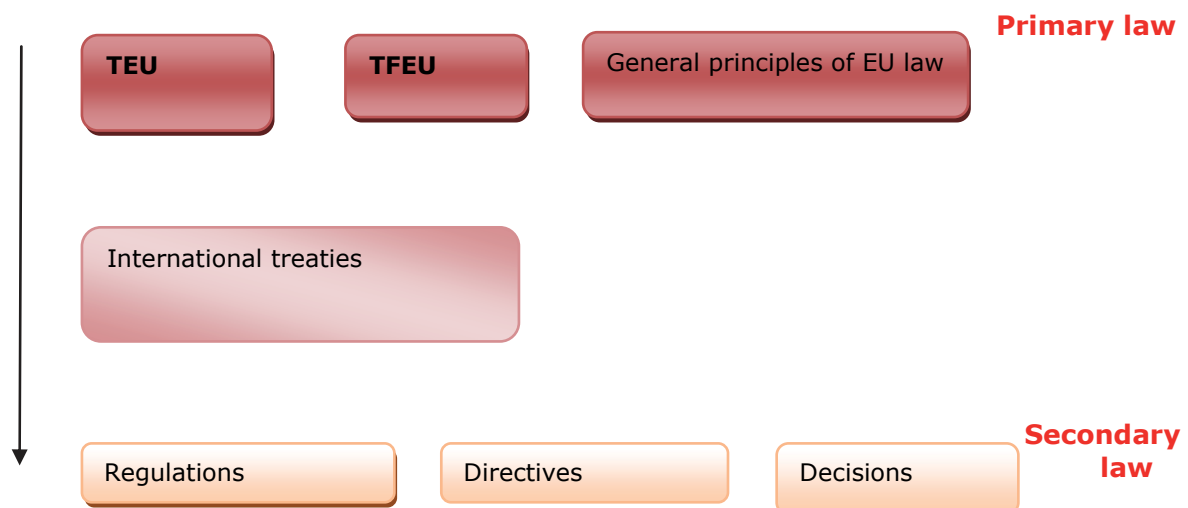 Primary law
TEU
TFEU
General principles of EU law
International treaties
Secondary
law
Regulations
Directives
Decisions